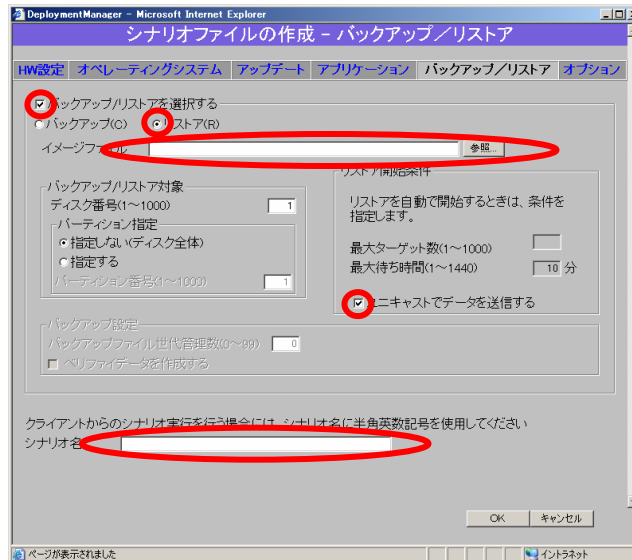 DeploymentManager - Microsoft Internet Explorer
シナリオファイルの作成 - バックアップ／リストア
HW設定 オペレーティングシステム アップデート アプリケーション バックアップ／リストア オプション
バックアップ/リストアを選択する
バックアップ(C) リストア(R)
イメージファイル 参照...
バックアップ/リストア対象
ディスク番号(1～1000) 1
パーティション指定
指定しない(ディスク全体)
指定する
パーティション番号(1～1000) 1
リストア開始条件
リストアを自動で開始するときは、条件を
指定します。
最大ターゲット数(1～1000)
最大待ち時間(1～1440) 10 分
ユニキャストでデータを送信する
バックアップ設定
バックアップファイル世代管理数(0～99) 0
ベリファイデータを作成する
クライアントからのシナリオ実行を行う場合には、シナリオ名に半角英数記号を使用してください
シナリオ名
OK キャンセル
ページが表示されました イントラネット